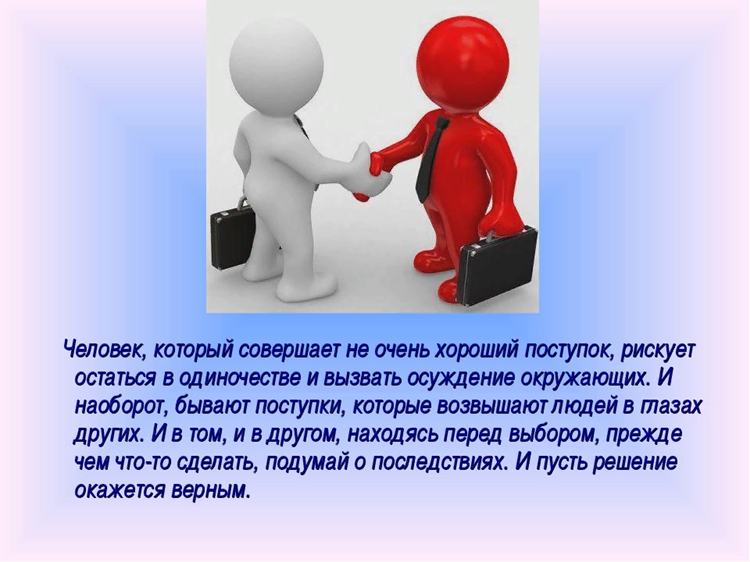 Человек, который совершает не очень хороший поступок, рискует
остаться в одиночестве и вызвать осуждение окружающих. И
наоборот, бывают поступки, которые возвышают людей в глазах
других. И в том, и в другом, находясь перед выбором, прежде
чем что-то сделать, подумай о последствиях. И пусть решение
окажется верным.